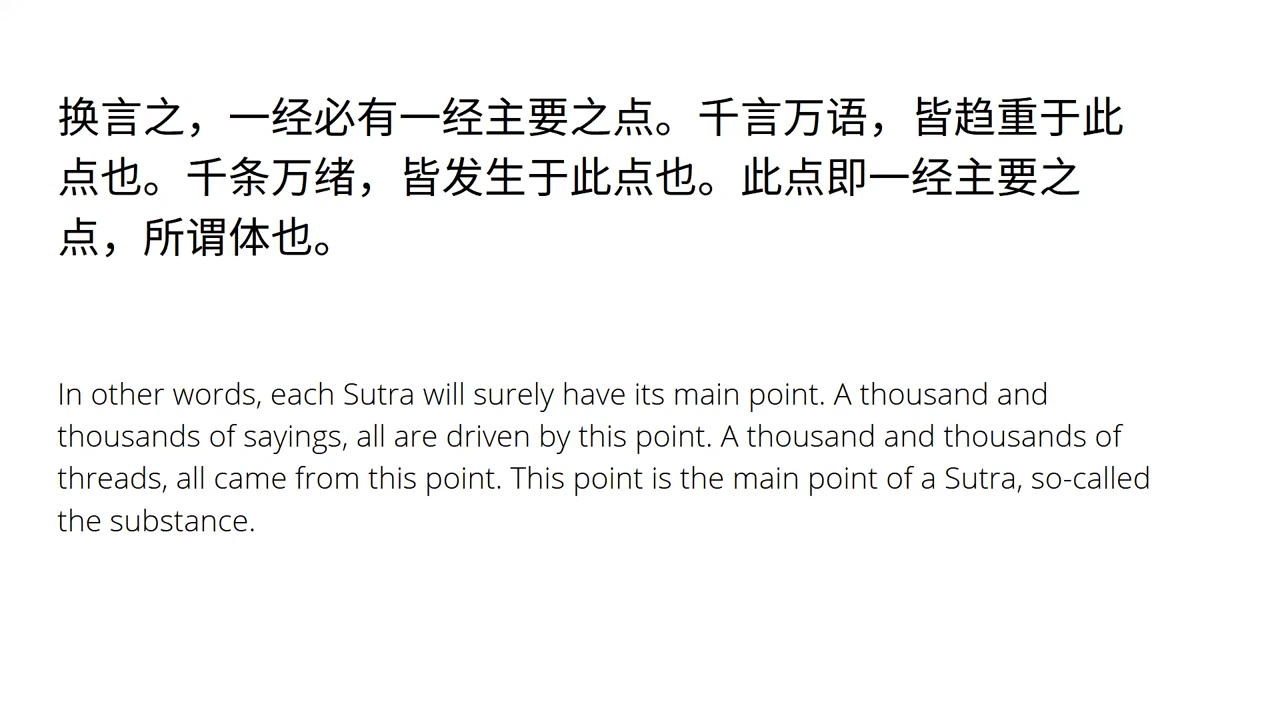 换言之，一经必有一经主要之点。千言万语，皆趋重于此
点也。千条万绪，皆发生于此点也。此点即一经主要之
点，所谓体也。
In other words, each Sutra will surely have its main point. A thousand and
thousands of sayings, all are driven by this point. A thousand and thousands of
threads, all came from this point. This point is the main point of a Sutra, so-called
the substance.